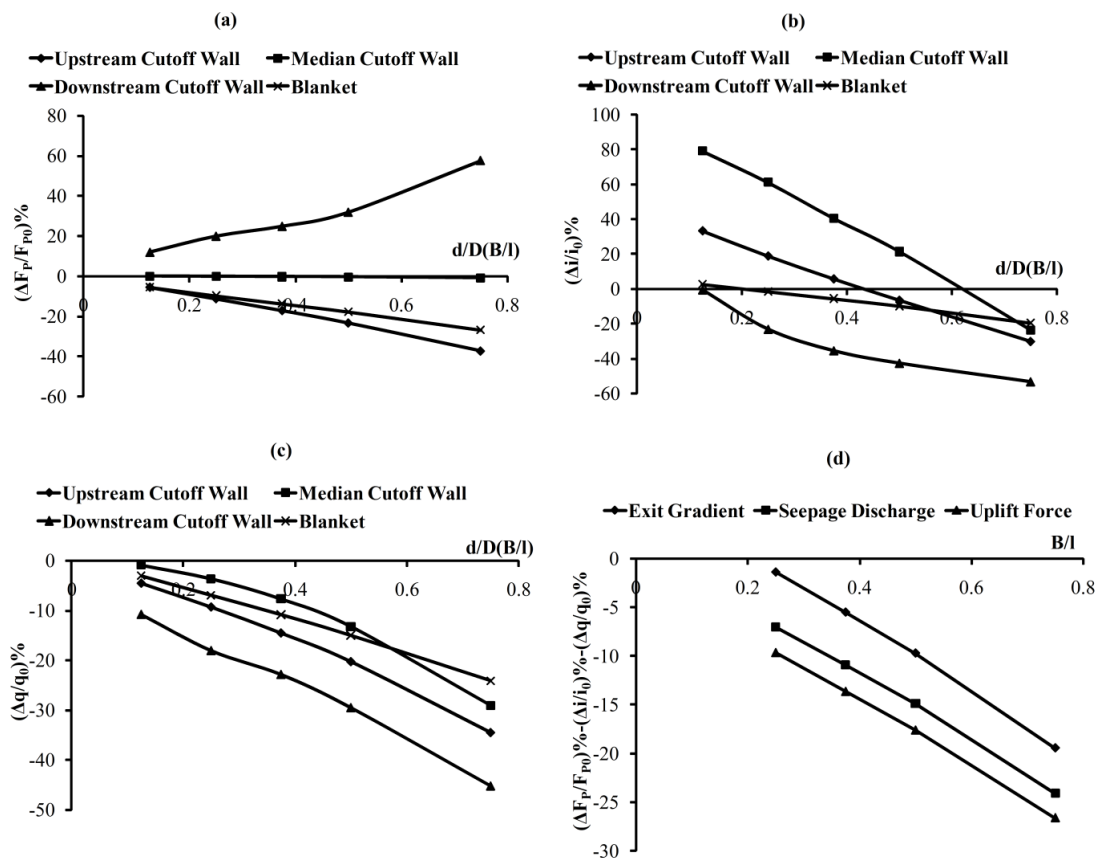 (a)
Upstream Cutoff Wall Median Cutoff Wall
Downstream Cutoff Wall Blanket
80
60
40
20
0
-20
-40
-60
0 0.2 0.4 0.6 0.8
d/D(B/l)
(ΔF_P/F_P0)%
(b)
Upstream Cutoff Wall Median Cutoff Wall
Downstream Cutoff Wall Blanket
100
80
60
40
20
0
-20
-40
-60
0 0.2 0.4 0.6 0.8
d/D(B/l)
(Δi/i₀)%
(c)
Upstream Cutoff Wall Median Cutoff Wall
Downstream Cutoff Wall Blanket
d/D(B/l)
0
-10
-20
-30
-40
-50
0 0.2 0.4 0.6 0.8
(Δq/q₀)%
(d)
Exit Gradient Seepage Discharge Uplift Force
B/l
0
-5
-10
-15
-20
-25
-30
0 0.2 0.4 0.6 0.8
(ΔF_P/F_P0)%-(Δi/i₀)%-(Δq/q₀)%